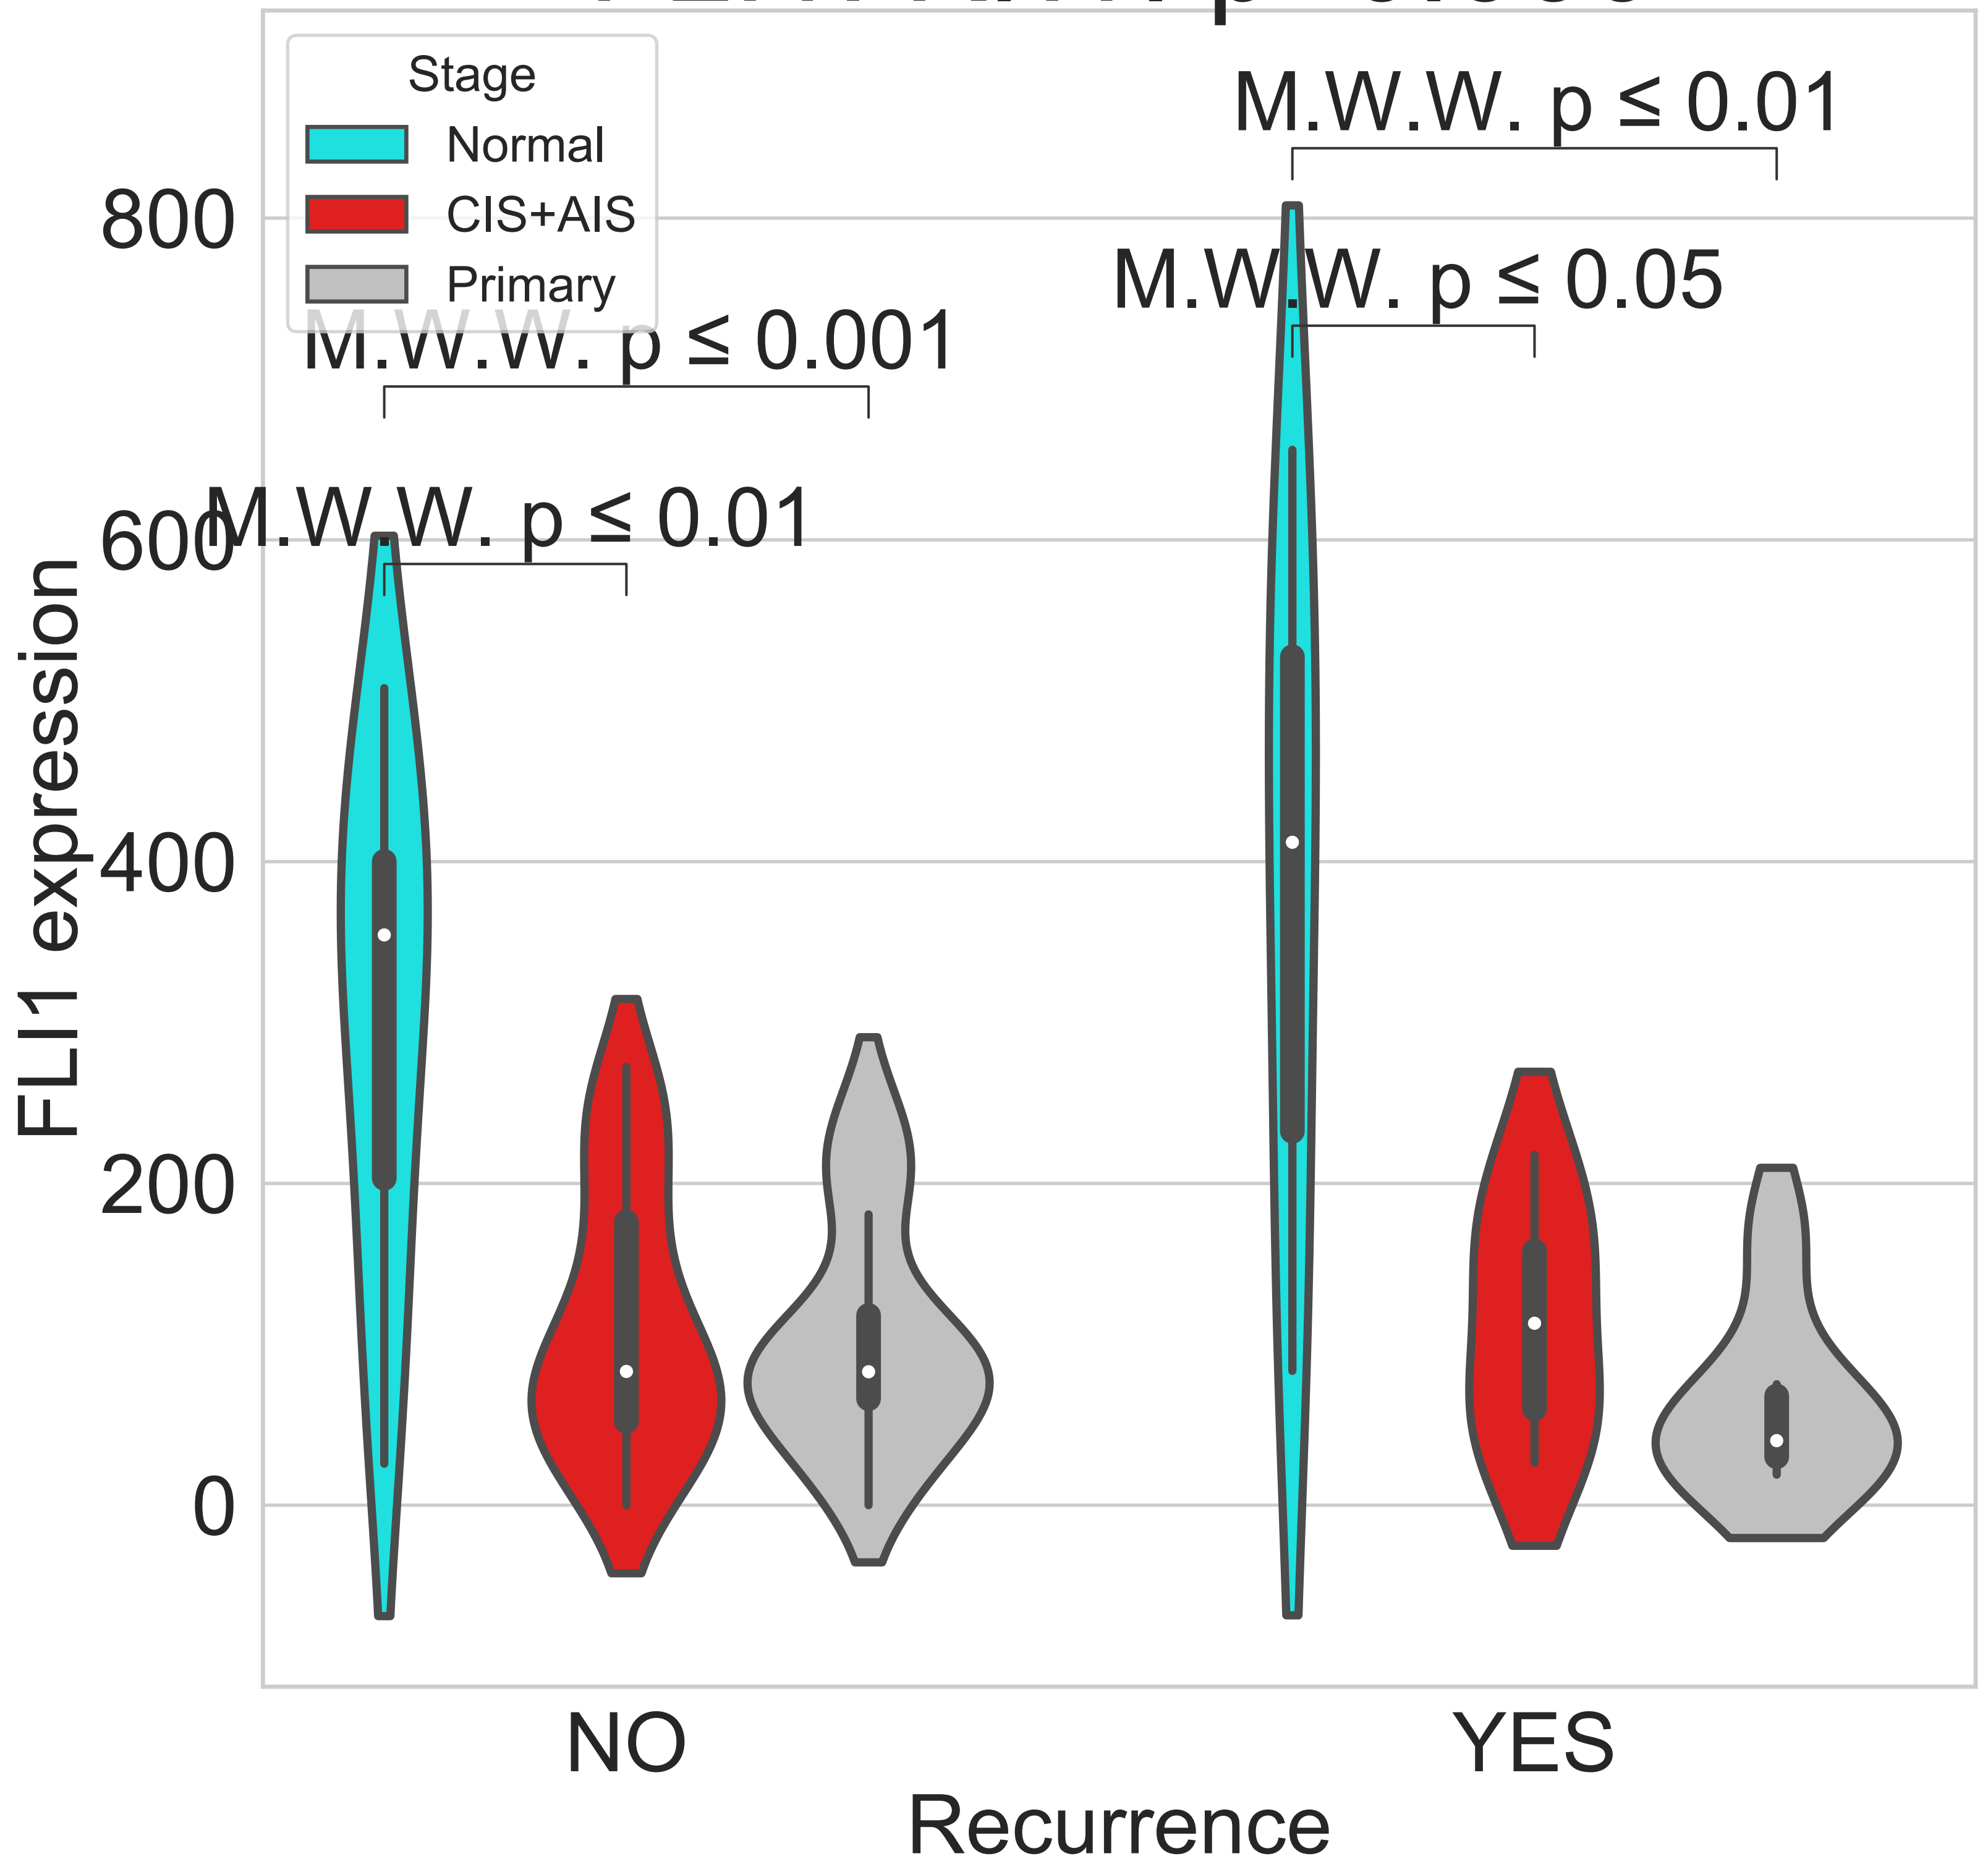 Stage
Normal
CIS+AIS
Primary
M.W.W. p ≤ 0.01
M.W.W. p ≤ 0.05
M.W.W. p ≤ 0.001
M.W.W. p ≤ 0.01
FLI1 expression
800
600
400
200
0
NO
YES
Recurrence